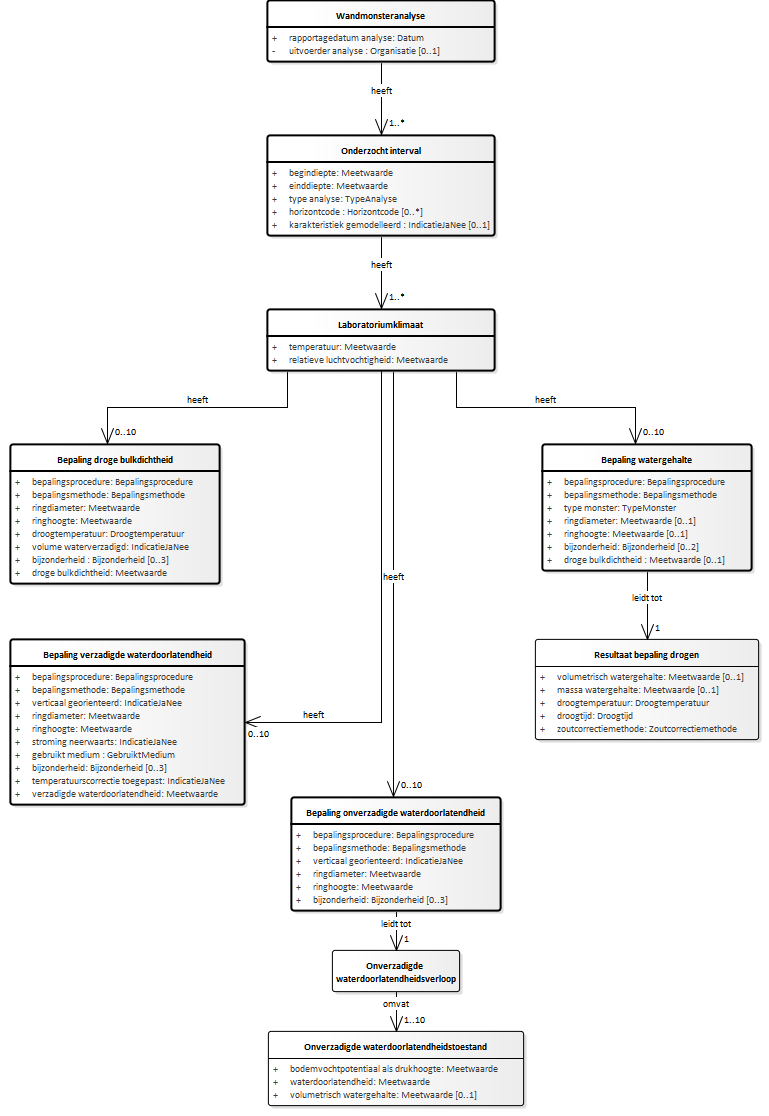 Wandmonsteranalyse
+ rapportagedatum analyse: Datum
- uitvoerder analyse : Organisatie [0..1]
heeft
1..*
Onderzocht interval
+ begindiepte: Meetwaarde
+ einddiepte: Meetwaarde
+ type analyse: TypeAnalyse
+ horizontcode : Horizontcode [0..*]
+ karakteristiek gemodelleerd : IndicatieJaNee [0..1]
heeft
1..*
Laboratoriumklimaat
+ temperatuur: Meetwaarde
+ relatieve luchtvochtigheid: Meetwaarde
heeft
0..10
Bepaling droge bulkdichtheid
+ bepalingsprocedure: Bepalingsprocedure
+ bepalingsmethode: Bepalingsmethode
+ ringdiameter: Meetwaarde
+ ringhoogte: Meetwaarde
+ droogtemperatuur: Droogtemperatuur
+ volume waterverzadigd: IndicatieJaNee
+ bijzonderheid : Bijzonderheid [0..3]
+ droge bulkdichtheid: Meetwaarde
heeft
0..10
Bepaling watergehalte
+ bepalingsprocedure: Bepalingsprocedure
+ bepalingsmethode: Bepalingsmethode
+ type monster: TypeMonster
+ ringdiameter: Meetwaarde [0..1]
+ ringhoogte: Meetwaarde [0..1]
+ bijzonderheid: Bijzonderheid [0..2]
+ droge bulkdichtheid : Meetwaarde [0..1]
leidt tot
1
Resultaat bepaling drogen
+ volumetrisch watergehalte: Meetwaarde [0..1]
+ massa watergehalte: Meetwaarde [0..1]
+ droogtemperatuur: Droogtemperatuur
+ droogtijd: Droogtijd
+ zoutcorrectiemethode: Zoutcorrectiemethode
heeft
Bepaling verzadigde waterdoorlatendheid
+ bepalingsprocedure: Bepalingsprocedure
+ bepalingsmethode: Bepalingsmethode
+ verticaal georienteerd: IndicatieJaNee
+ ringdiameter: Meetwaarde
+ ringhoogte: Meetwaarde
+ stroming neerwaarts: IndicatieJaNee
+ gebruikt medium : GebruiktMedium
+ bijzonderheid: Bijzonderheid [0..3]
+ temperatuurscorrectie toegepast: IndicatieJaNee
+ verzadigde waterdoorlatendheid: Meetwaarde
heeft
0..10
0..10
Bepaling onverzadigde waterdoorlatendheid
+ bepalingsprocedure: Bepalingsprocedure
+ bepalingsmethode: Bepalingsmethode
+ verticaal georienteerd: IndicatieJaNee
+ ringdiameter: Meetwaarde
+ ringhoogte: Meetwaarde
+ bijzonderheid: Bijzonderheid [0..3]
leidt tot
1
Onverzadigde
waterdoorlatendheidsverloop
omvat
1..10
Onverzadigde waterdoorlatendheidstoestand
+ bodemvochtpotentiaal als drukhoogte: Meetwaarde
+ waterdoorlatendheid: Meetwaarde
+ volumetrisch watergehalte: Meetwaarde [0..1]